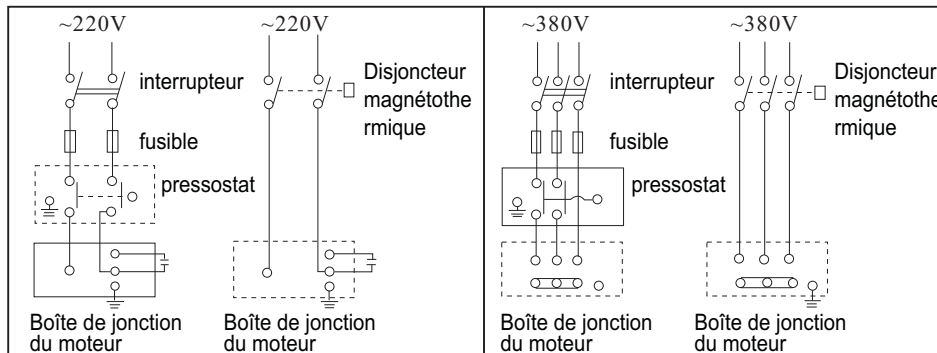 ~220V
~220V
interrupteur
fusible
pressostat
Disjoncteur
magnétothe
rmique
Boîte de jonction
du moteur
Boîte de jonction
du moteur
~380V
~380V
interrupteur
fusible
pressostat
Disjoncteur
magnétothe
rmique
Boîte de jonction
du moteur
Boîte de jonction
du moteur